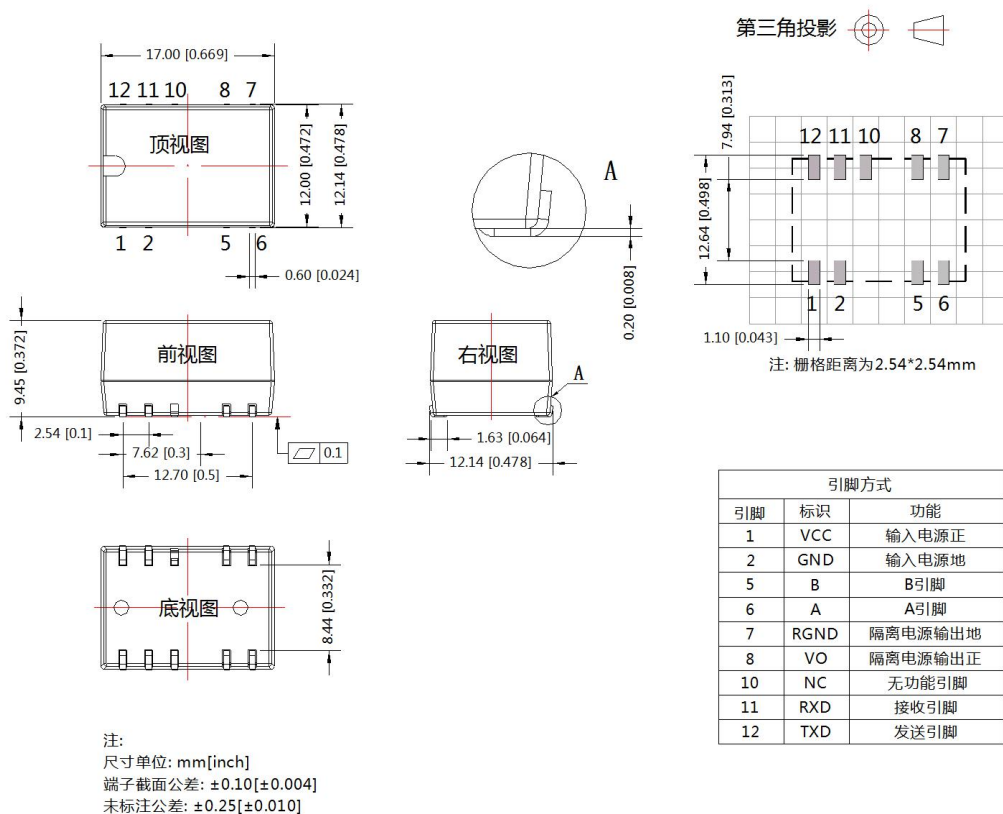 第三角投影
17.00 [0.669]
12 11 10 8 7
顶视图
12.00 [0.472]
12.14 [0.478]
1 2 5 6
0.60 [0.024]
A
0.20 [0.008]
7.94 [0.313]
12.64 [0.498]
12 11 10 8 7
1 2 5 6
1.10 [0.043]
注: 栅格距离为2.54*2.54mm
前视图
9.45 [0.372]
2.54 [0.1]
7.62 [0.3]
12.70 [0.5]
0.1
右视图
A
1.63 [0.064]
12.14 [0.478]
底视图
8.44 [0.332]
引脚方式
引脚 标识 功能
1 VCC 输入电源正
2 GND 输入电源地
5 B B引脚
6 A A引脚
7 RGND 隔离电源输出地
8 VO 隔离电源输出正
10 NC 无功能引脚
11 RXD 接收引脚
12 TXD 发送引脚
注:
尺寸单位: mm[inch]
端子截面公差: ±0.10[±0.004]
未标注公差: ±0.25[±0.010]